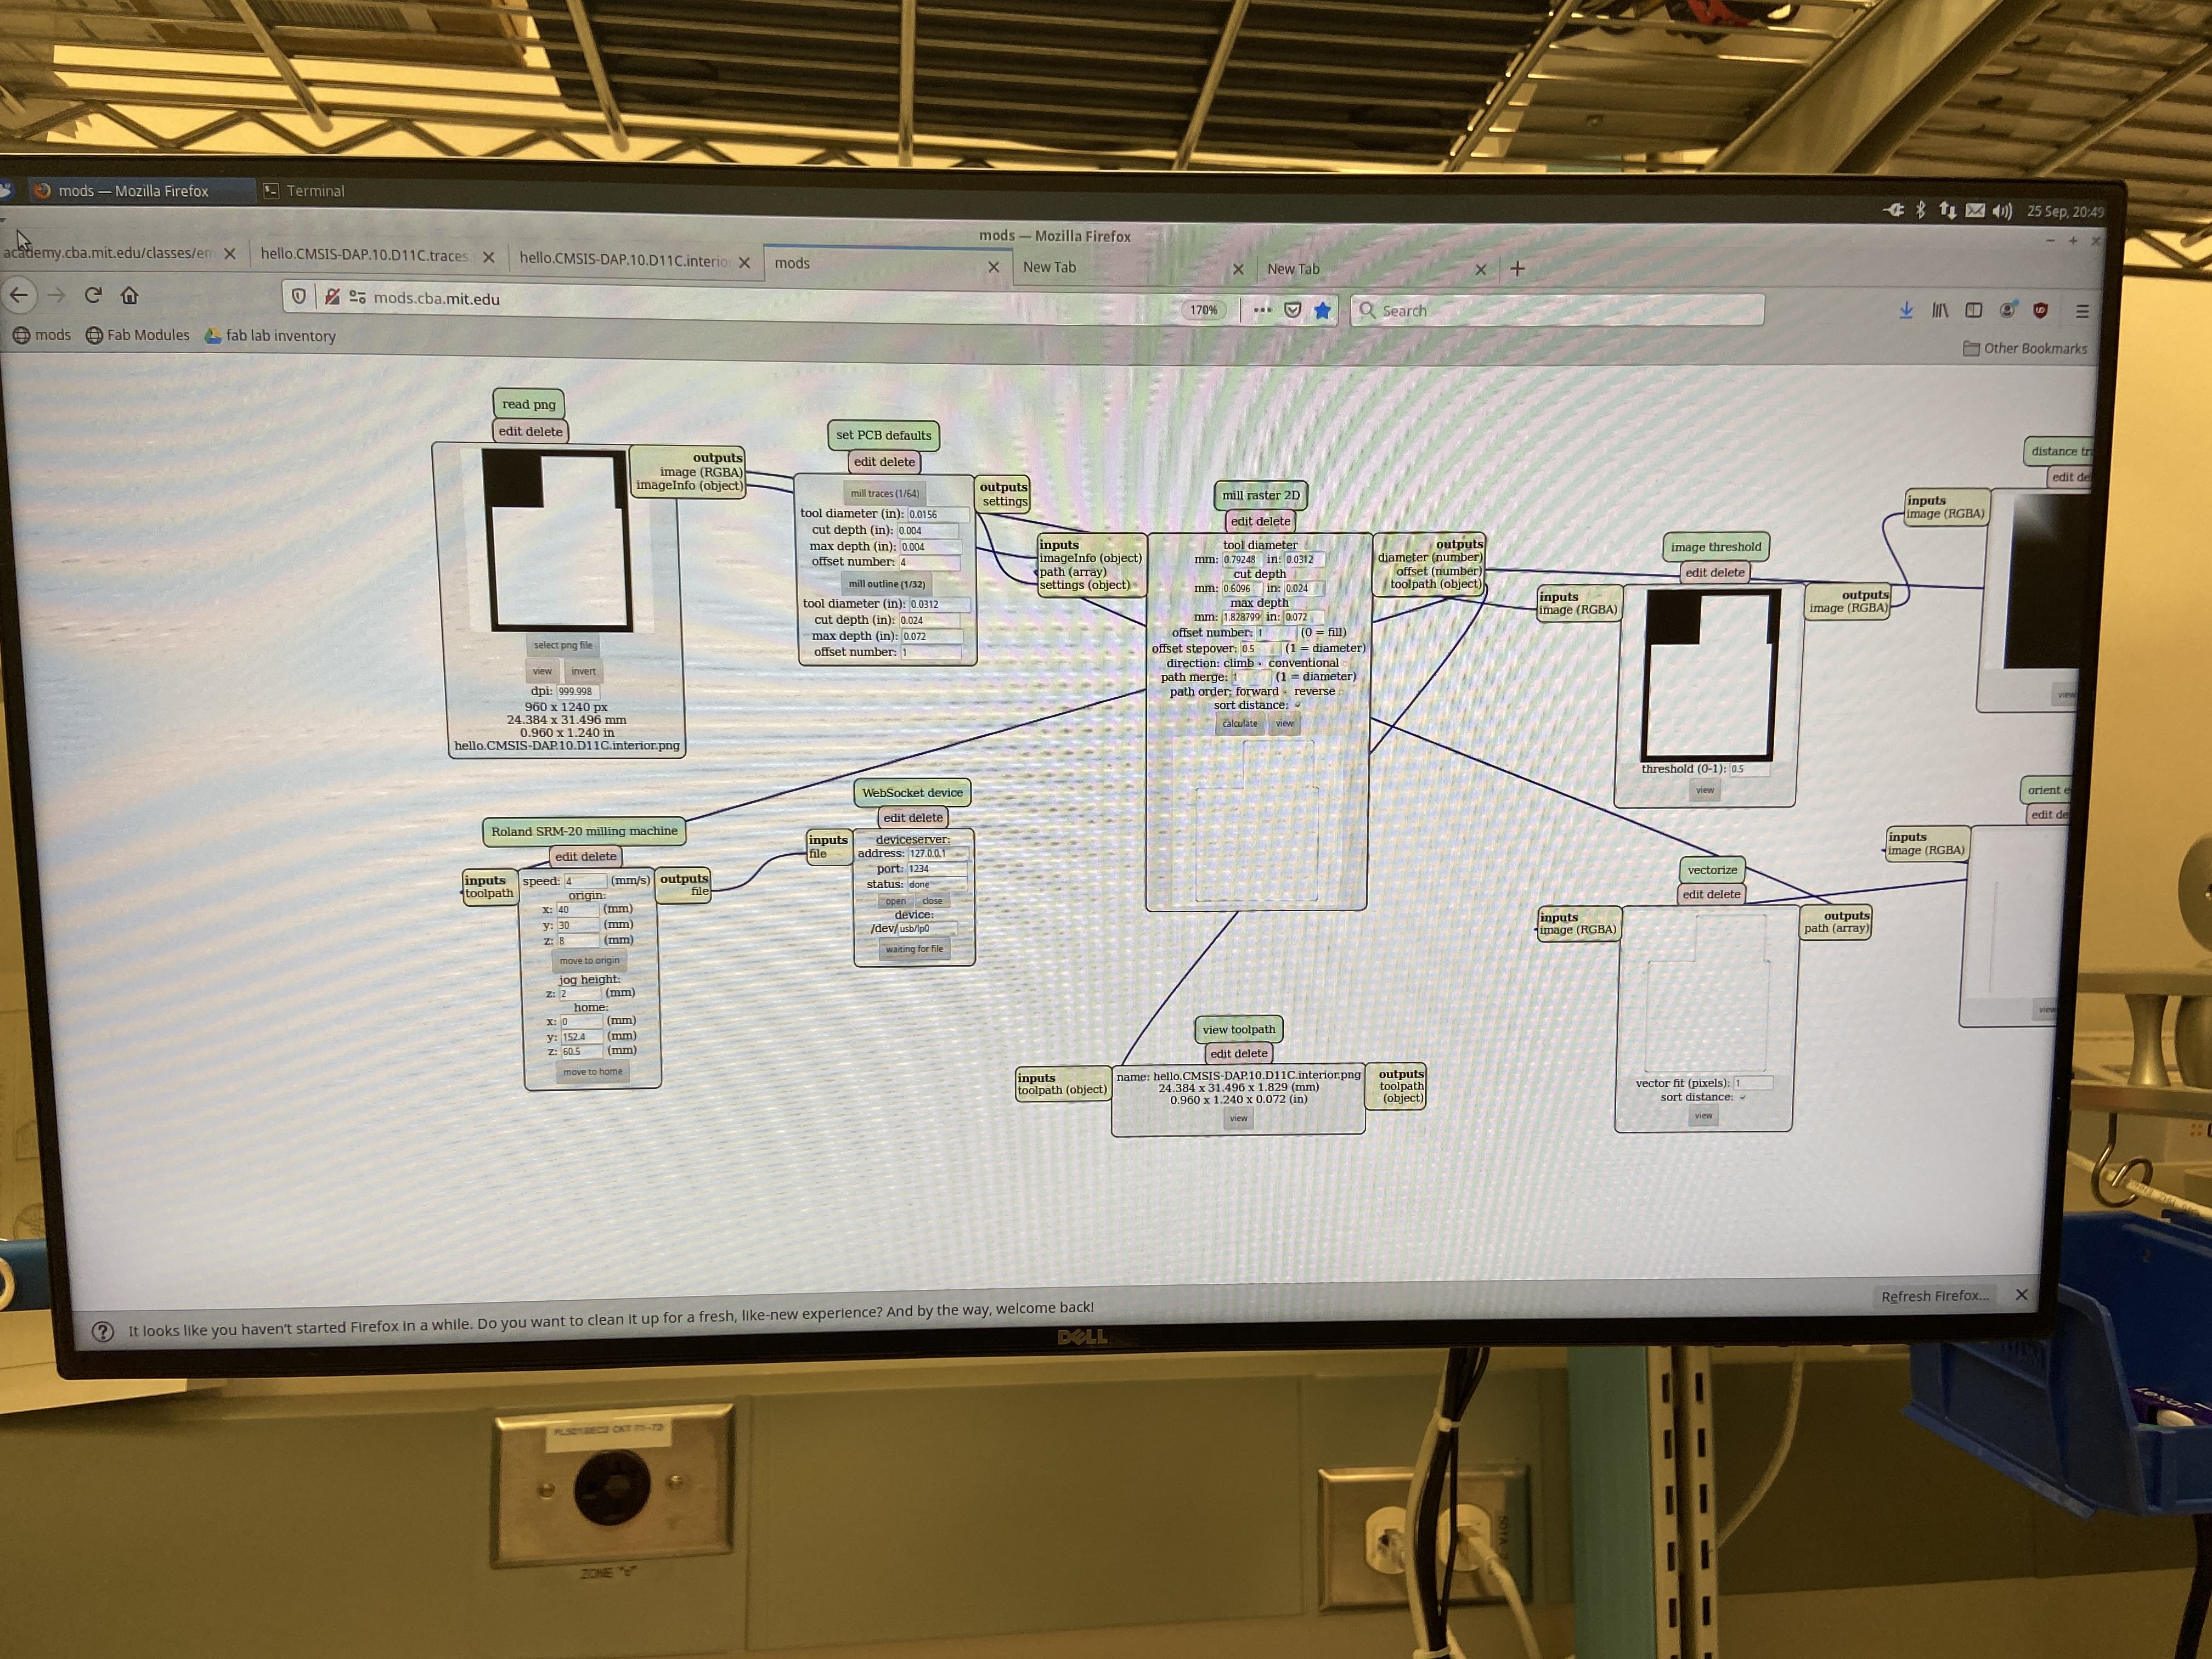 mods — Mozilla Firefox
Terminal
25 Sep, 20:49
mods — Mozilla Firefox
academy.cba.mit.edu/classes/em
hello.CMSIS-DAP.10.D11C.traces
hello.CMSIS-DAP.10.D11C.interio
mods
New Tab
New Tab
mods.cba.mit.edu
170%
Search
mods
Fab Modules
fab lab inventory
Other Bookmarks
read png
edit delete
outputs
image (RGBA)
imageInfo (object)
select png file
view
invert
dpi: 999.998
960 x 1240 px
24.384 x 31.496 mm
0.960 x 1.240 in
hello.CMSIS-DAP.10.D11C.interior.png
set PCB defaults
edit delete
mill traces (1/64)
tool diameter (in): 0.0156
cut depth (in): 0.004
max depth (in): 0.004
offset number: 4
mill outline (1/32)
tool diameter (in): 0.0312
cut depth (in): 0.024
max depth (in): 0.072
offset number: 1
outputs
settings
mill raster 2D
edit delete
inputs
imageInfo (object)
path (array)
settings (object)
tool diameter
mm: 0.79248 in: 0.0312
cut depth
mm: 0.6096 in: 0.024
max depth
mm: 1.828799 in: 0.072
offset number: 1 (0 = fill)
offset stepover: 0.5 (1 = diameter)
direction: climb conventional
path merge: 1 (1 = diameter)
path order: forward reverse
sort distance:
calculate
view
outputs
diameter (number)
offset (number)
toolpath (object)
image threshold
edit delete
inputs
image (RGBA)
outputs
image (RGBA)
threshold (0-1): 0.5
view
distance tr
edit de
inputs
image (RGBA)
view
Roland SRM-20 milling machine
edit delete
inputs
toolpath
speed: 4 (mm/s)
origin:
x: 40 (mm)
y: 30 (mm)
z: 8 (mm)
move to origin
jog height:
z: 2 (mm)
home:
x: 0 (mm)
y: 152.4 (mm)
z: 60.5 (mm)
move to home
outputs
file
WebSocket device
edit delete
inputs
file
deviceserver:
address: 127.0.0.1
port: 1234
status: done
open
close
device:
/dev/ usb/lp0
waiting for file
view toolpath
edit delete
inputs
toolpath (object)
name: hello.CMSIS-DAP.10.D11C.interior.png
24.384 x 31.496 x 1.829 (mm)
0.960 x 1.240 x 0.072 (in)
view
outputs
toolpath
(object)
vectorize
edit delete
inputs
image (RGBA)
outputs
path (array)
vector fit (pixels): 1
sort distance:
view
orient e
edit de
inputs
image (RGBA)
view
It looks like you haven't started Firefox in a while. Do you want to clean it up for a fresh, like-new experience? And by the way, welcome back!
Refresh Firefox...
DELL
Lexar
ZONE